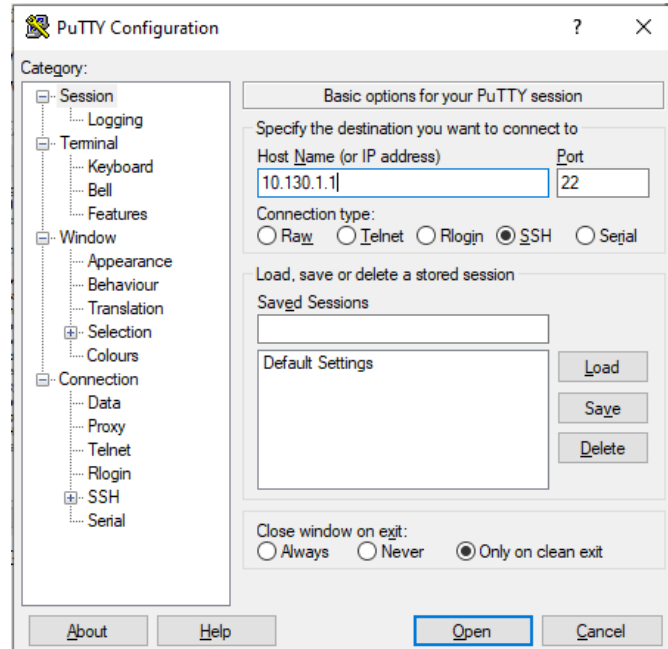 PuTTY Configuration
Category:
Session
Logging
Terminal
Keyboard
Bell
Features
Window
Appearance
Behaviour
Translation
Selection
Colours
Connection
Data
Proxy
Telnet
Rlogin
SSH
Serial
Basic options for your PuTTY session
Specify the destination you want to connect to
Host Name (or IP address) Port
10.130.1.1 22
Connection type:
Raw Telnet Rlogin SSH Serial
Load, save or delete a stored session
Saved Sessions
Default Settings
Load
Save
Delete
Close window on exit:
Always Never Only on clean exit
About Help Open Cancel